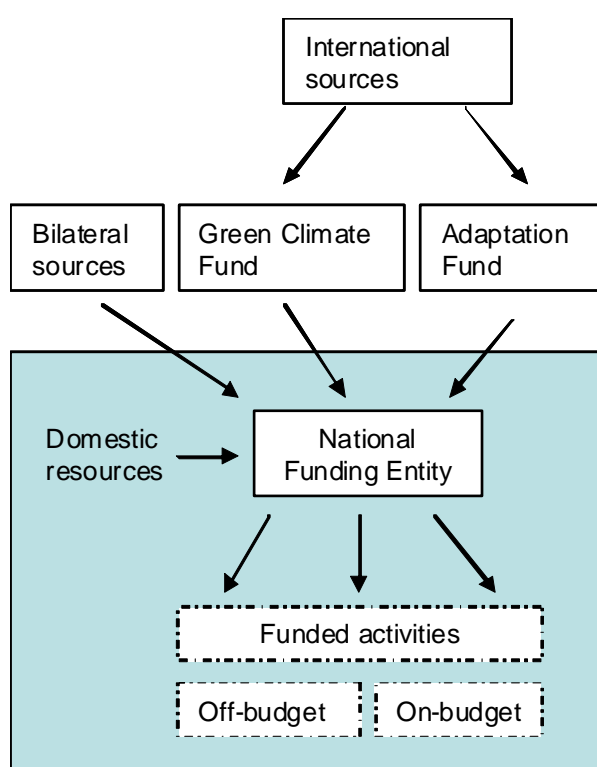 International
sources
Bilateral
sources
Green Climate
Fund
Adaptation
Fund
Domestic
resources
National
Funding Entity
Funded activities
Off-budget
On-budget